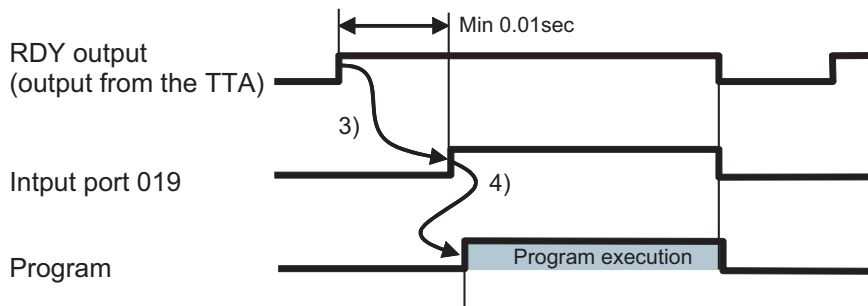 Min 0.01sec
RDY output
(output from the TTA)
3)
Intput port 019
4)
Program
Program execution